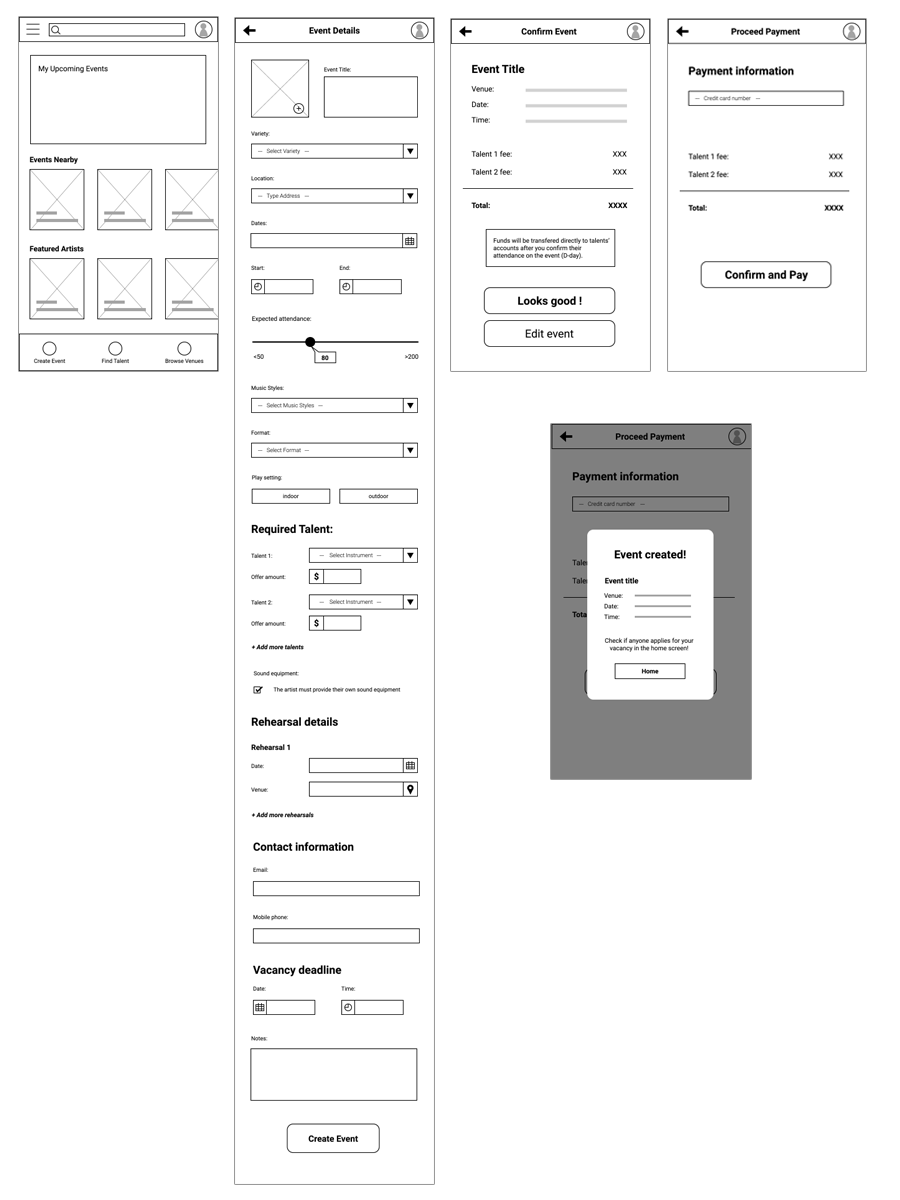 My Upcoming Events
Events Nearby
Featured Artists
Create Event
Find Talent
Browse Venues
Event Details
Event Title:
Variety:
— Select Variety —
Location:
— Type Address —
Dates:
Start:
End:
Expected attendance:
<50
80
>200
Music Styles:
— Select Music Styles —
Format:
— Select Format —
Play setting:
indoor
outdoor
Required Talent:
Talent 1:
— Select Instrument —
Offer amount:
$
Talent 2:
— Select Instrument —
Offer amount:
$
+ Add more talents
Sound equipment:
The artist must provide their own sound equipment
Rehearsal details
Rehearsal 1
Date:
Venue:
+ Add more rehearsals
Contact information
Email:
Mobile phone:
Vacancy deadline
Date:
Time:
Notes:
Create Event
Confirm Event
Event Title
Venue:
Date:
Time:
Talent 1 fee:
XXX
Talent 2 fee:
XXX
Total:
XXXX
Funds will be transfered directly to talents'
accounts after you confirm their
attendance on the event (D-day).
Looks good !
Edit event
Proceed Payment
Payment information
— Credit card number —
Talent 1 fee:
XXX
Talent 2 fee:
XXX
Total:
XXXX
Confirm and Pay
Proceed Payment
Payment information
— Credit card number —
Tale
Tale
Tota
Event created!
Event title
Venue:
Date:
Time:
Check if anyone applies for your
vacancy in the home screen!
Home